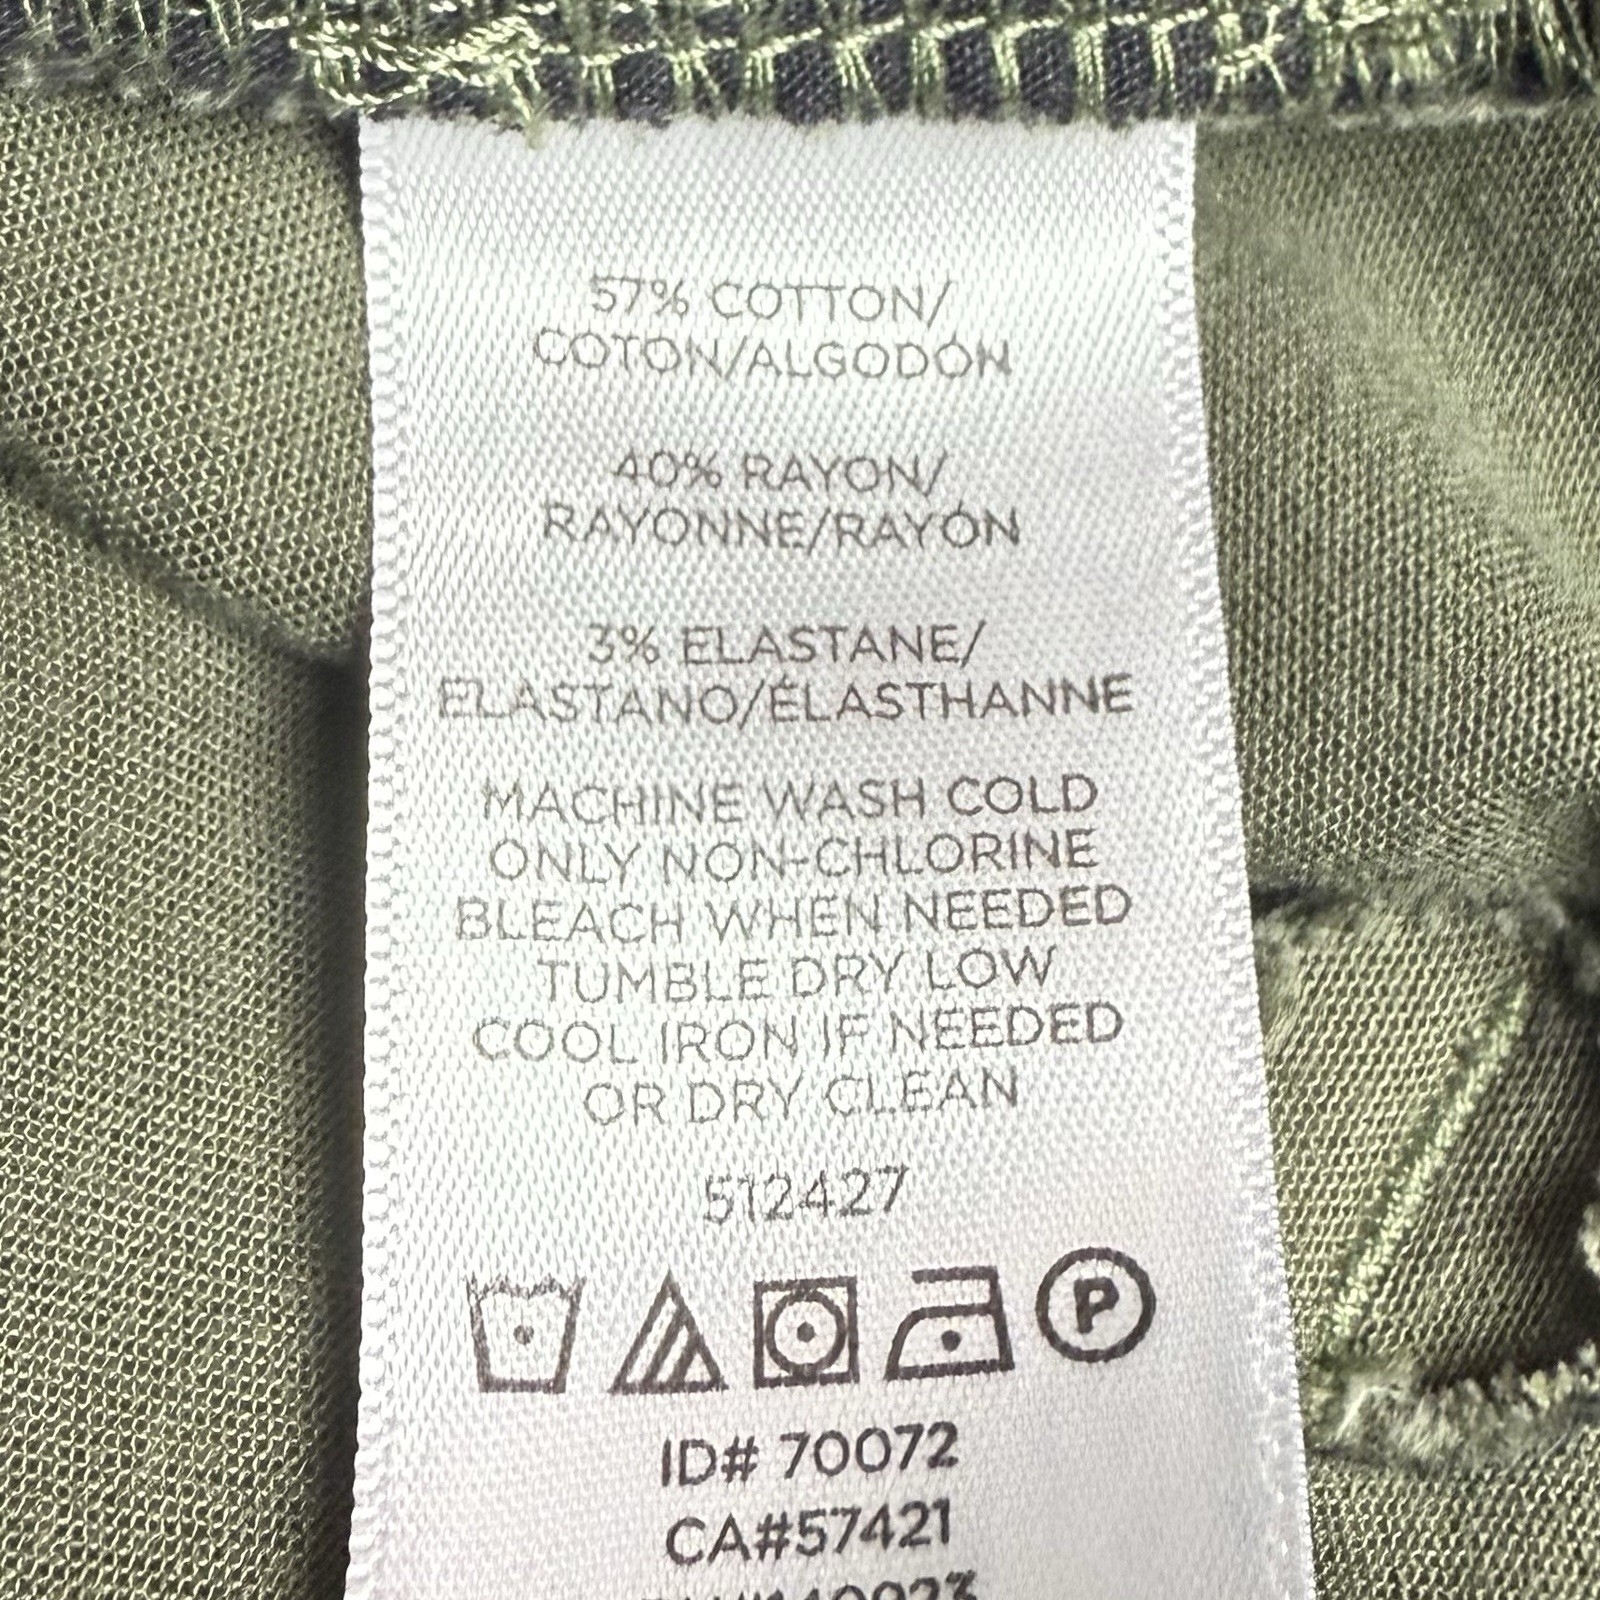 57% COTTON/
COTON/ALGODÓN
40% RAYON/
RAYONNE/RAYÓN
3% ELASTANE/
ELASTANO/ÉLASTHANNE
MACHINE WASH COLD
ONLY NON-CHLORINE
BLEACH WHEN NEEDED
TUMBLE DRY LOW
COOL IRON IF NEEDED
OR DRY CLEAN
512427
P
ID# 70072
CA#57421